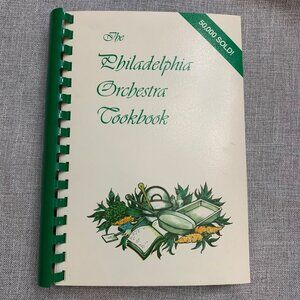 The
Philadelphia
Orchestra
Cookbook
50,000 SOLD!